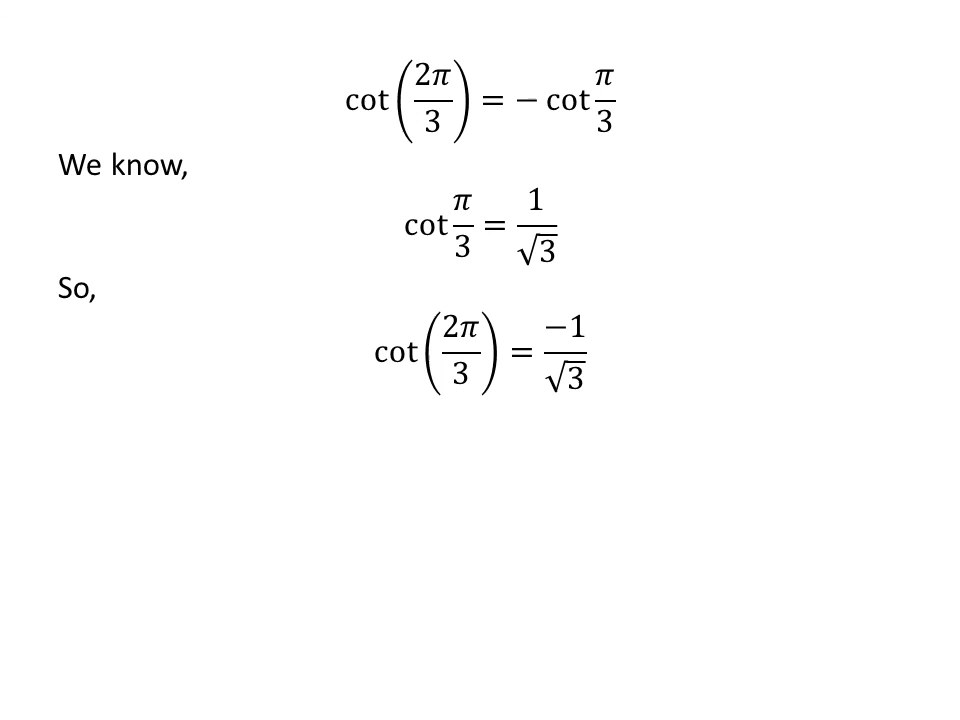 cot(2π/3) = − cot π/3
We know,
cot π/3 = 1/√3
So,
cot(2π/3) = −1/√3